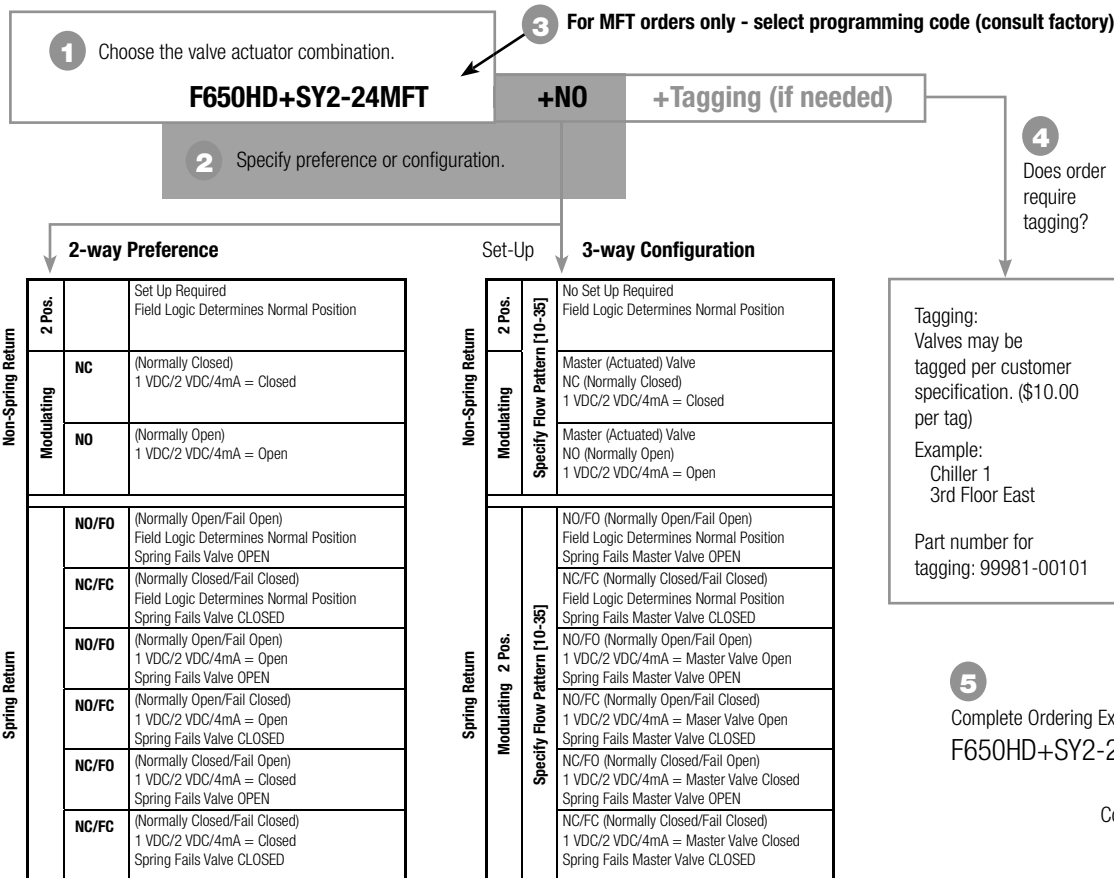 3 For MFT orders only - select programming code (consult factory)
1 Choose the valve actuator combination.
F650HD+SY2-24MFT +NO +Tagging (if needed)
2 Specify preference or configuration.
4
Does order
require
tagging?
2-way Preference
Non-Spring Return
2 Pos.
Set Up Required
Field Logic Determines Normal Position
Modulating
NC
(Normally Closed)
1 VDC/2 VDC/4mA = Closed
NO
(Normally Open)
1 VDC/2 VDC/4mA = Open
Spring Return
NO/FO
(Normally Open/Fail Open)
Field Logic Determines Normal Position
Spring Fails Valve OPEN
NC/FC
(Normally Closed/Fail Closed)
Field Logic Determines Normal Position
Spring Fails Valve CLOSED
NO/FO
(Normally Open/Fail Open)
1 VDC/2 VDC/4mA = Open
Spring Fails Valve OPEN
NO/FC
(Normally Open/Fail Closed)
1 VDC/2 VDC/4mA = Open
Spring Fails Valve CLOSED
NC/FO
(Normally Closed/Fail Open)
1 VDC/2 VDC/4mA = Closed
Spring Fails Valve OPEN
NC/FC
(Normally Closed/Fail Closed)
1 VDC/2 VDC/4mA = Closed
Spring Fails Valve CLOSED
Set-Up
3-way Configuration
Non-Spring Return
2 Pos.
Modulating
Specify Flow Pattern [10-35]
No Set Up Required
Field Logic Determines Normal Position
Master (Actuated) Valve
NC (Normally Closed)
1 VDC/2 VDC/4mA = Closed
Master (Actuated) Valve
NO (Normally Open)
1 VDC/2 VDC/4mA = Open
Spring Return
Modulating 2 Pos.
Specify Flow Pattern [10-35]
NO/FO (Normally Open/Fail Open)
Field Logic Determines Normal Position
Spring Fails Master Valve OPEN
NC/FC (Normally Closed/Fail Closed)
Field Logic Determines Normal Position
Spring Fails Master Valve CLOSED
NO/FO (Normally Open/Fail Open)
1 VDC/2 VDC/4mA = Master Valve Open
Spring Fails Master Valve OPEN
NO/FC (Normally Open/Fail Closed)
1 VDC/2 VDC/4mA = Maser Valve Open
Spring Fails Master Valve CLOSED
NC/FO (Normally Closed/Fail Open)
1 VDC/2 VDC/4mA = Master Valve Closed
Spring Fails Master Valve OPEN
NC/FC (Normally Closed/Fail Closed)
1 VDC/2 VDC/4mA = Master Valve Closed
Spring Fails Master Valve CLOSED
Tagging:
Valves may be
tagged per customer
specification. ($10.00
per tag)
Example:
Chiller 1
3rd Floor East
Part number for
tagging: 99981-00101
5
Complete Ordering Ex
F650HD+SY2-2
Co